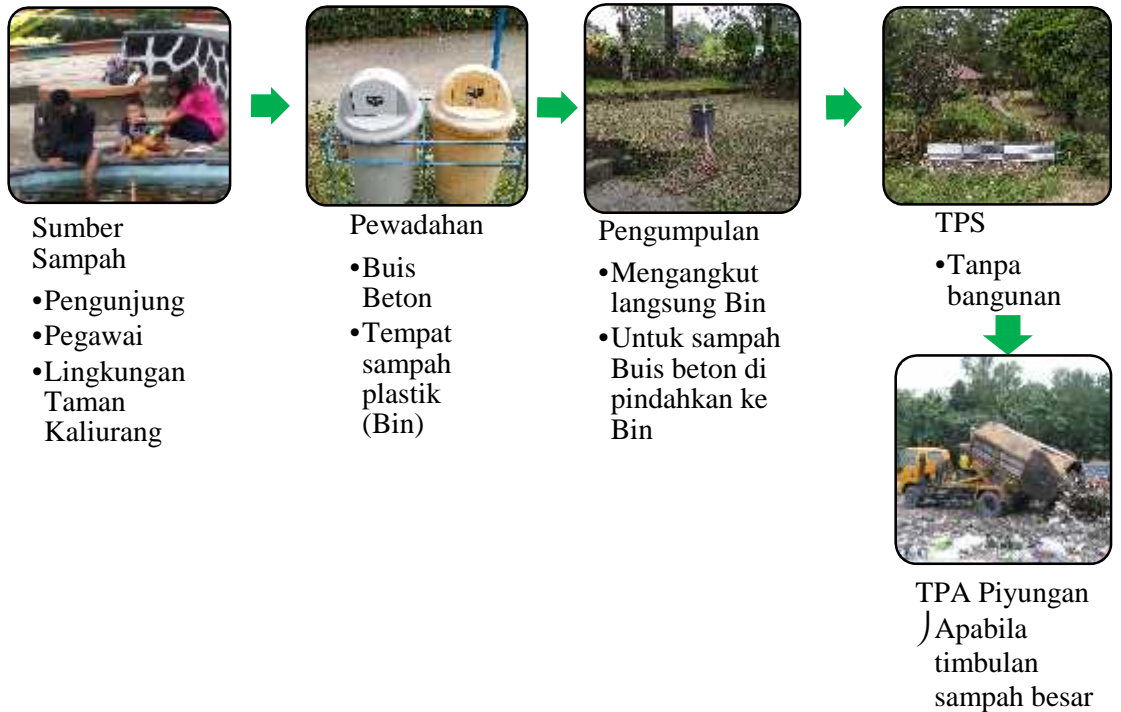 Sumber
Sampah
•Pengunjung
•Pegawai
•Lingkungan
Taman
Kaliurang
Pewadahan
•Buis
Beton
•Tempat
sampah
plastik
(Bin)
Pengumpulan
•Mengangkut
langsung Bin
•Untuk sampah
Buis beton di
pindahkan ke
Bin
TPS
•Tanpa
bangunan
TPA Piyungan
Apabila
timbulan
sampah besar